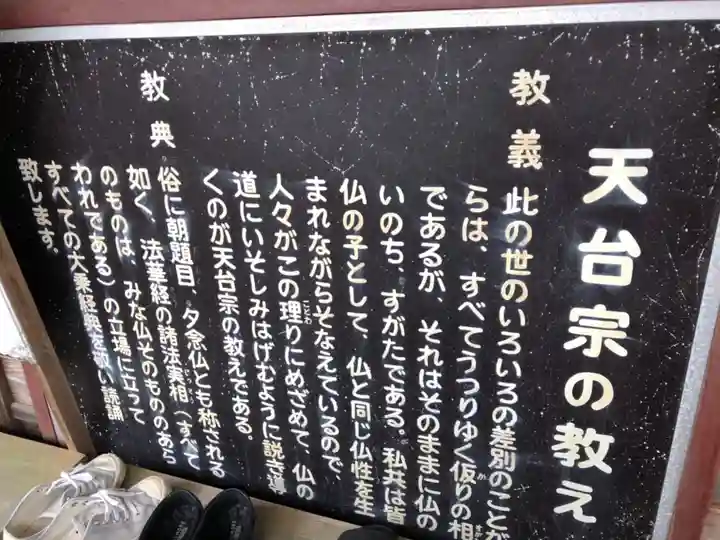 天台宗の教え
教義 此の世のいろいろの差別のことが
らは、すべてうつりゆく仮りの相
であるが、それはそのままに仏の
いのち、すがたである。私共は皆
仏の子として、仏と同じ仏性を生
まれながらそなえているので、
人々がこの理りにめざめて、仏の
道にいそしみはげむように説き導
くのが天台宗の教えである。
教典 俗に朝題目 夕念仏とも称される
如く、法華経の諸法実相（すべて
のものは、みな仏そのもののあら
われである）の立場に立って
すべての大乗経典を敬い読誦
致します。